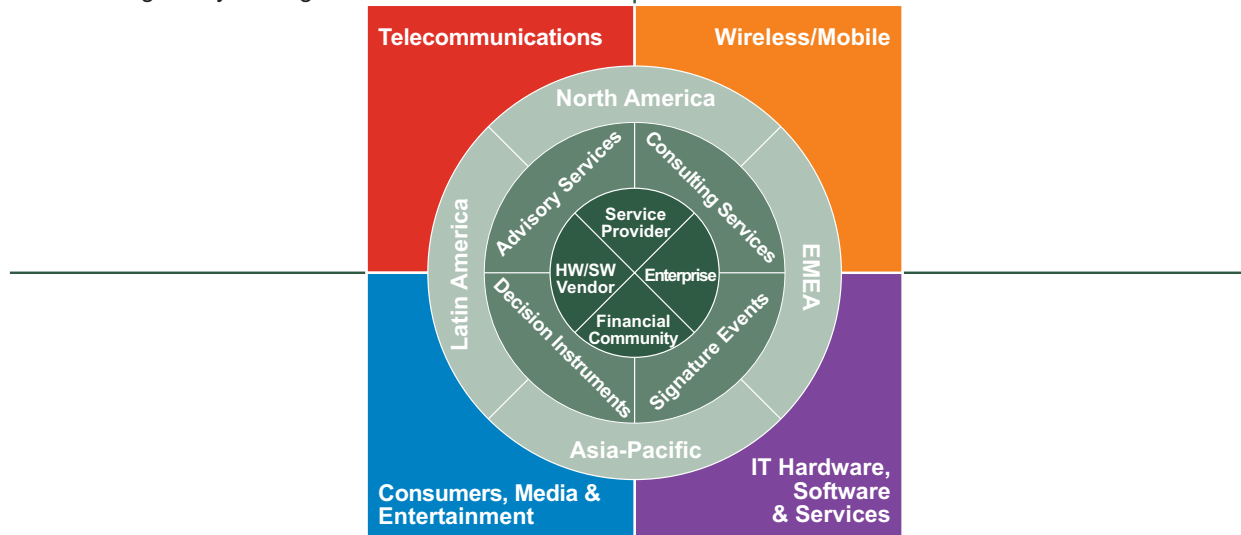 Telecommunications
Wireless/Mobile
North America
Advisory Services
Consulting Services
Service
Provider
Latin America
HW/SW
Vendor
Enterprise
EMEA
Financial
Community
Decision Instruments
Signature Events
Asia-Pacific
Consumers, Media &
Entertainment
IT Hardware,
Software
& Services